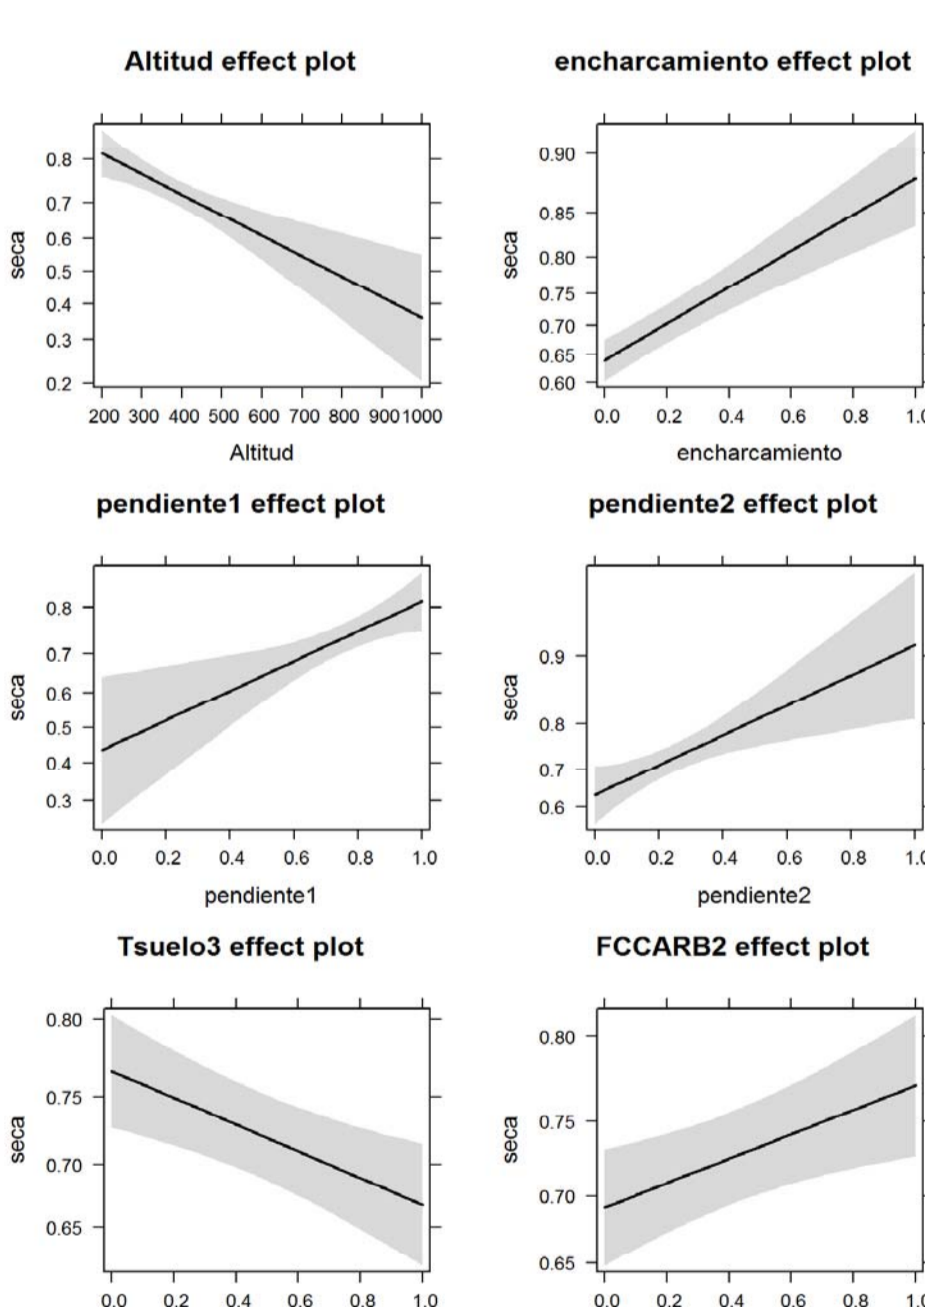 Altitud effect plot
encharcamiento effect plot
0.8
0.7
0.6
0.5
0.4
0.3
0.2
seca
200 300 400 500 600 700 800 900 1000
Altitud
0.90
0.85
0.80
0.75
0.70
0.65
0.60
seca
0.0 0.2 0.4 0.6 0.8 1.0
encharcamiento
pendiente1 effect plot
pendiente2 effect plot
0.8
0.7
0.6
0.5
0.4
0.3
seca
0.0 0.2 0.4 0.6 0.8 1.0
pendiente1
0.9
0.8
0.7
0.6
seca
0.0 0.2 0.4 0.6 0.8 1.0
pendiente2
Tsuelo3 effect plot
FCCARB2 effect plot
0.80
0.75
0.70
0.65
seca
0.0 0.2 0.4 0.6 0.8 1.0
0.80
0.75
0.70
0.65
seca
0.0 0.2 0.4 0.6 0.8 1.0